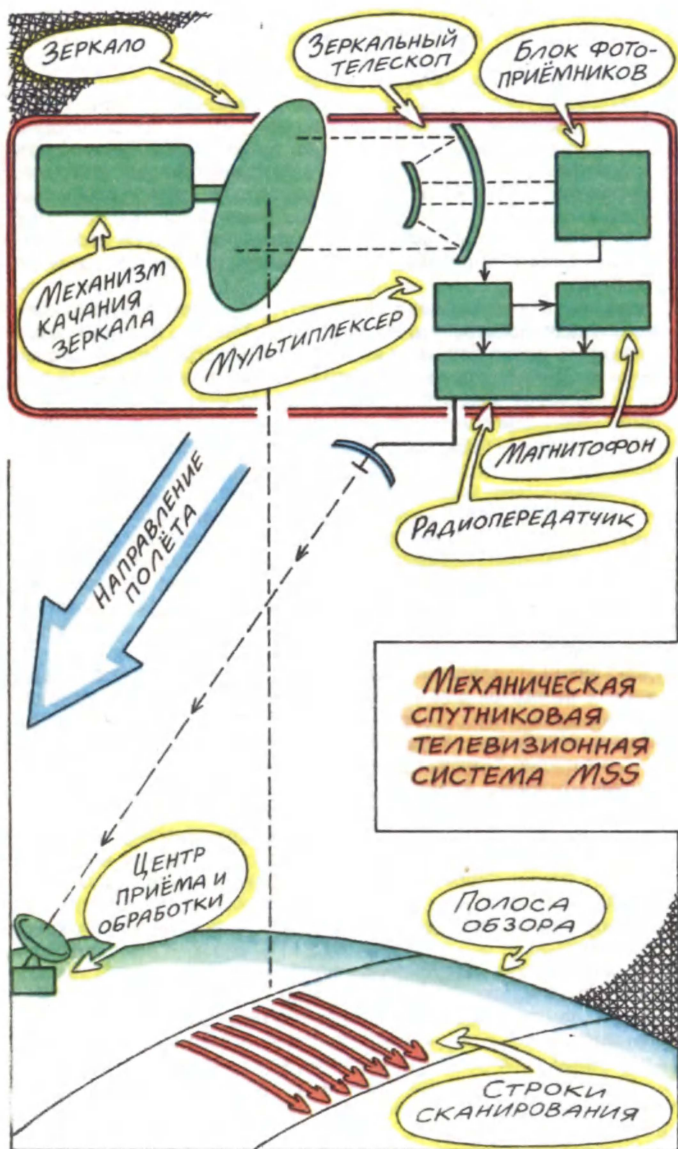 Зеркало
Зеркальный
телескоп
Блок фото-
приёмников
Механизм
качания
зеркала
Мультиплексер
Магнитофон
Радиопередатчик
Направление
полёта
Механическая
спутниковая
телевизионная
система MSS
Центр
приёма и
обработки
Полоса
обзора
Строки
сканирования